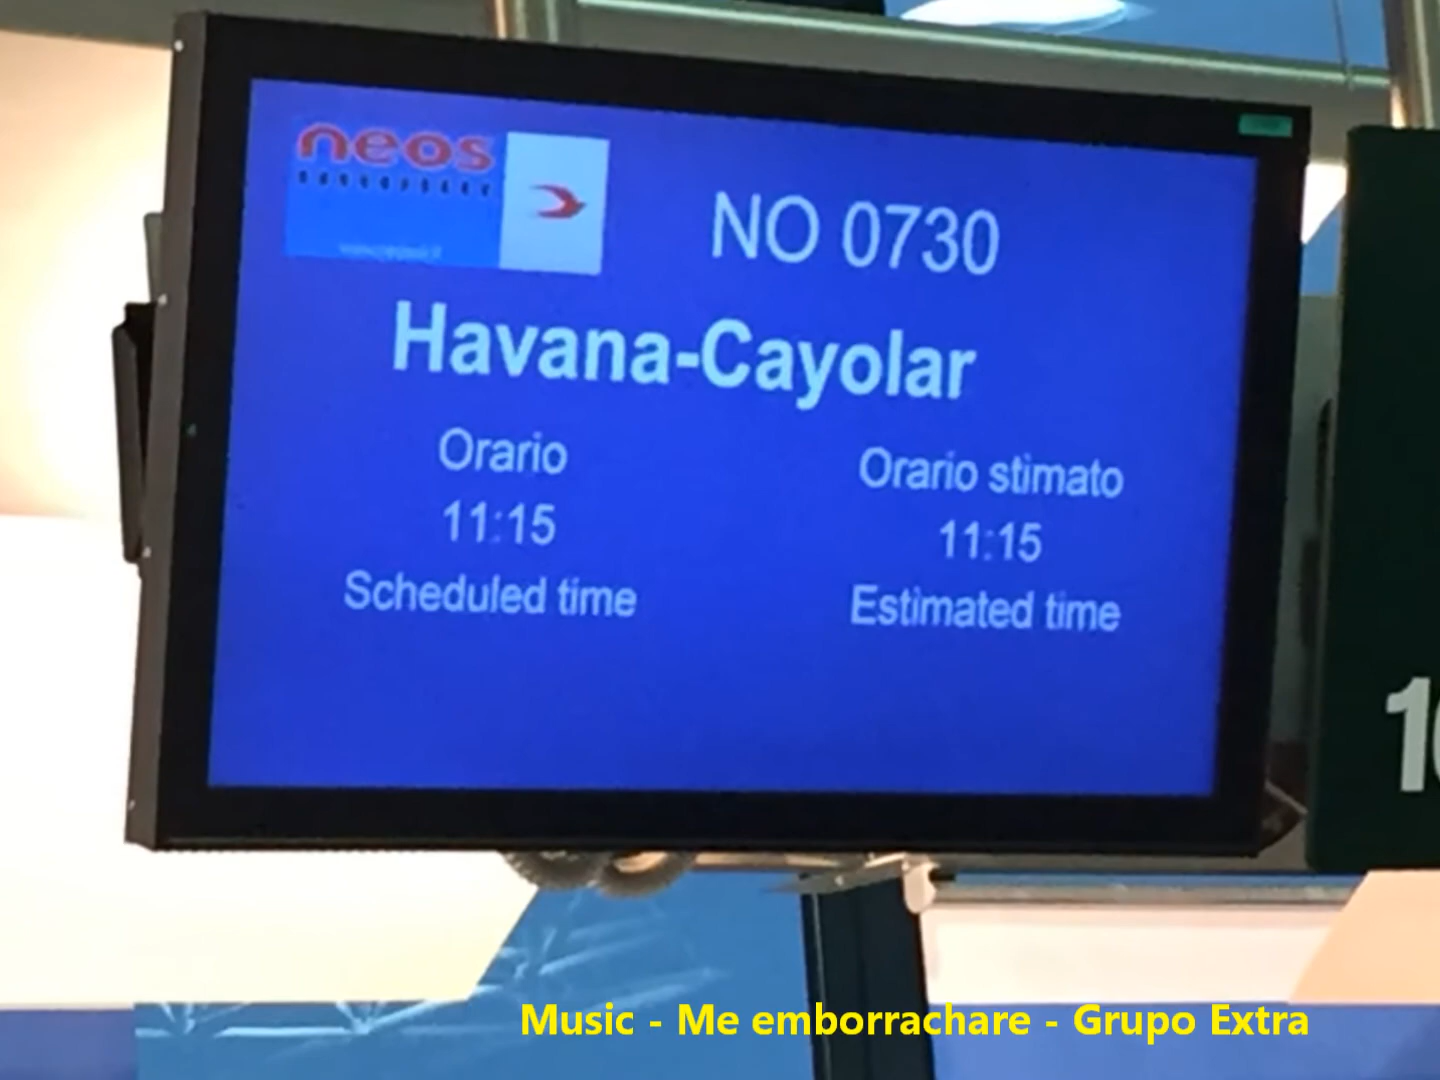 neos
NO 0730
Havana-Cayolar
Orario
11:15
Scheduled time
Orario stimato
11:15
Estimated time
Music - Me emborrachare - Grupo Extra